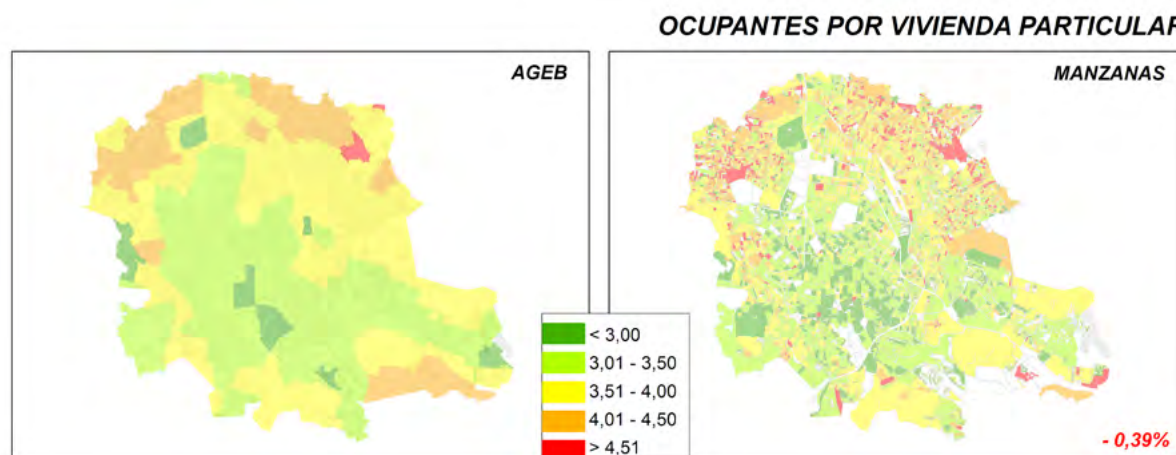 OCUPANTES POR VIVIENDA PARTICULAR
AGEB
MANZANAS
< 3,00
3,01 - 3,50
3,51 - 4,00
4,01 - 4,50
> 4,51
- 0,39%